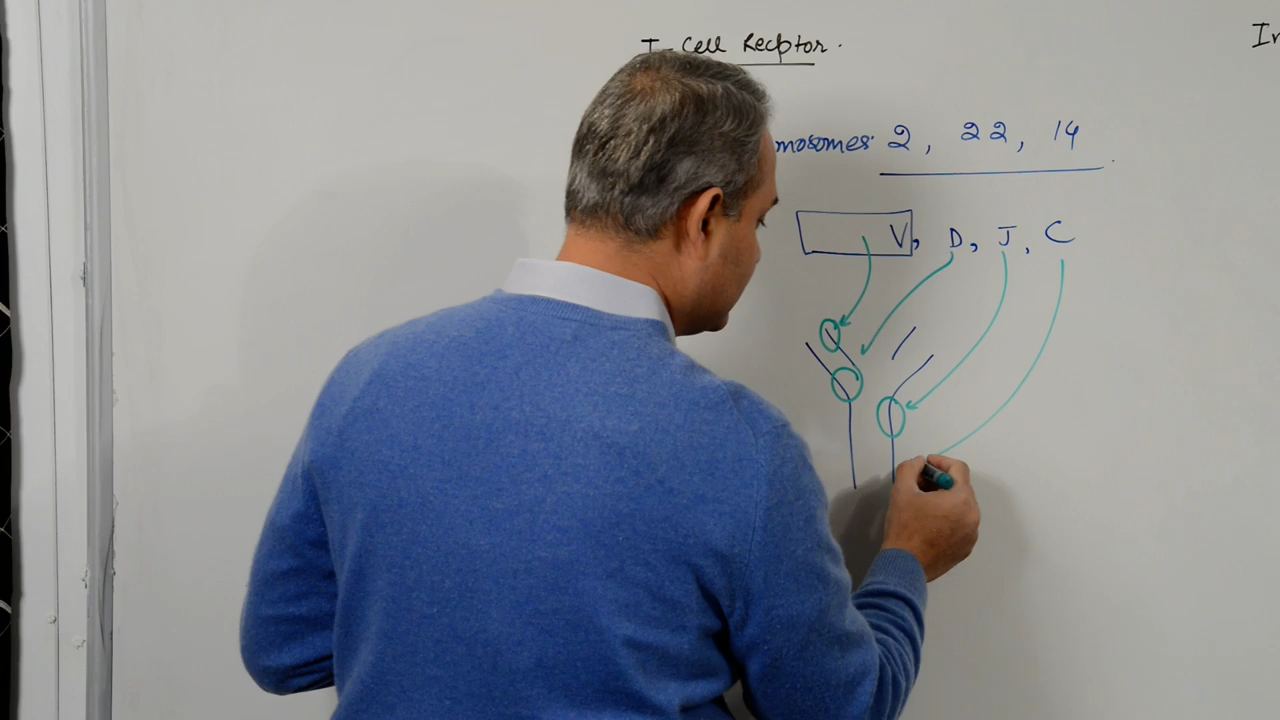 T-Cell Receptor.
mosomes: 2, 22, 14
V, D, J, C